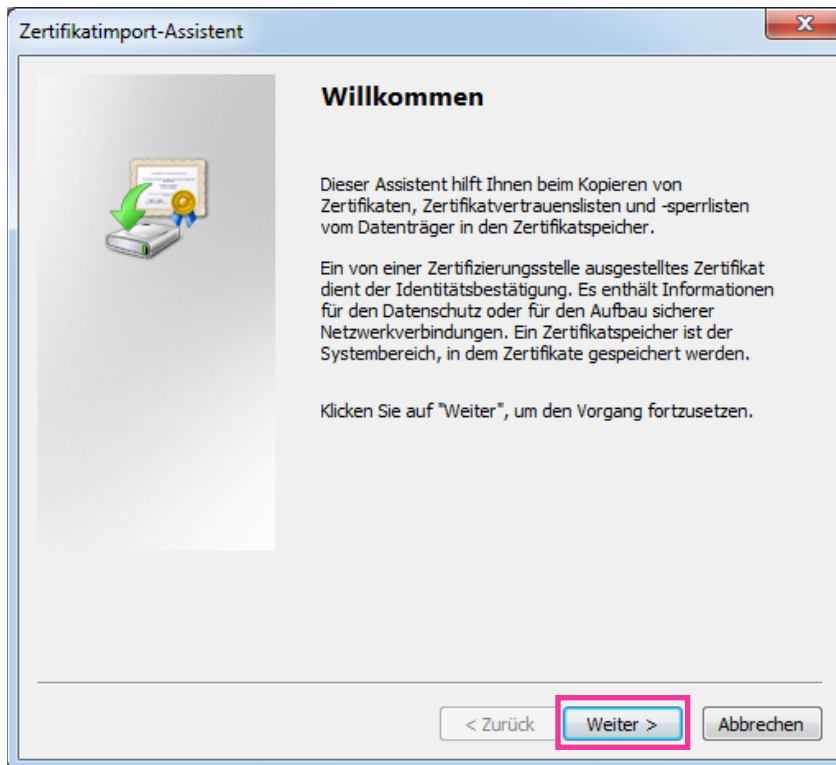 Zertifikatimport-Assistent
Willkommen
Dieser Assistent hilft Ihnen beim Kopieren von
Zertifikaten, Zertifikatvertrauenslisten und -sperrlisten
vom Datenträger in den Zertifikatspeicher.
Ein von einer Zertifizierungsstelle ausgestelltes Zertifikat
dient der Identitätsbestätigung. Es enthält Informationen
für den Datenschutz oder für den Aufbau sicherer
Netzwerkverbindungen. Ein Zertifikatspeicher ist der
Systembereich, in dem Zertifikate gespeichert werden.
Klicken Sie auf "Weiter", um den Vorgang fortzusetzen.
< Zurück Weiter > Abbrechen